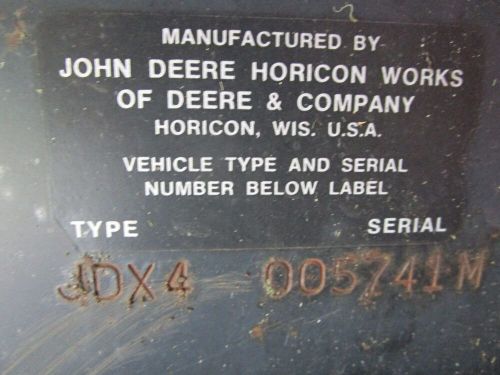 MANUFACTURED BY
JOHN DEERE HORICON WORKS
OF DEERE & COMPANY
HORICON, WIS. U.S.A.
VEHICLE TYPE AND SERIAL
NUMBER BELOW LABEL
TYPE SERIAL
JDX4 005741M